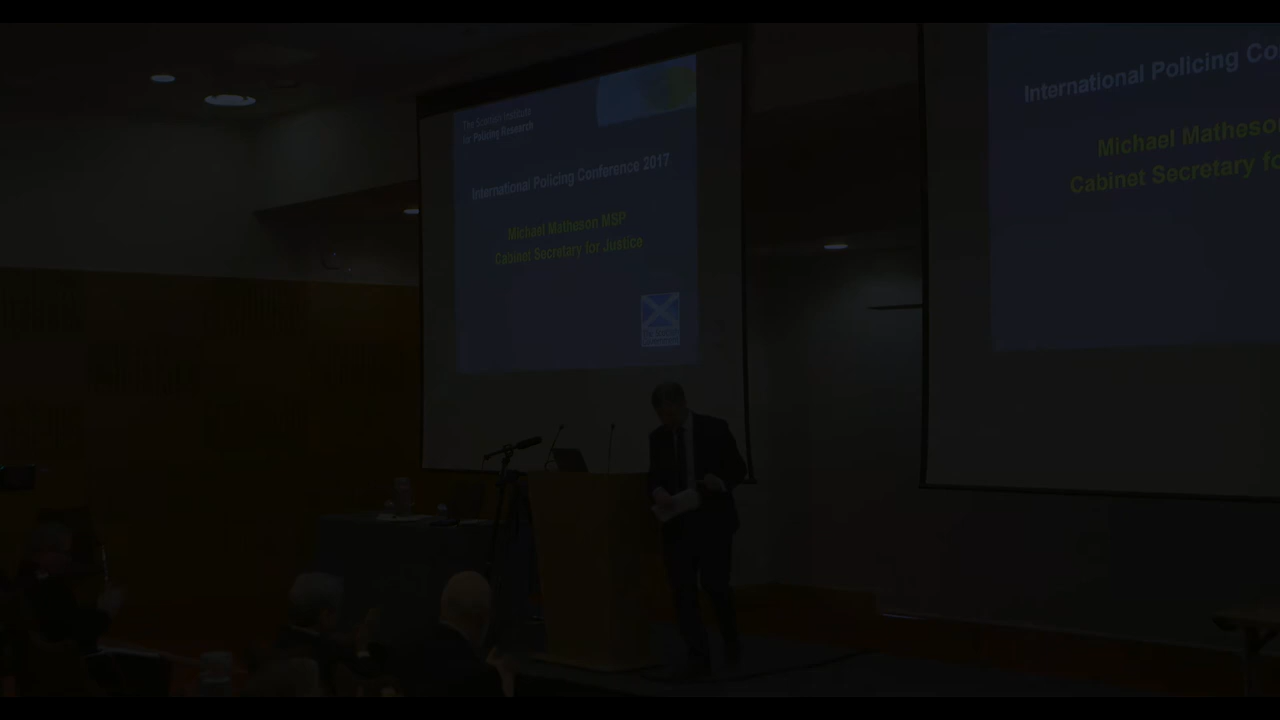 The Scottish Institute
for Policing Research
International Policing Conference 2017
Michael Matheson MSP
Cabinet Secretary for Justice
International Policing Co
Michael Matheso
Cabinet Secretary fo